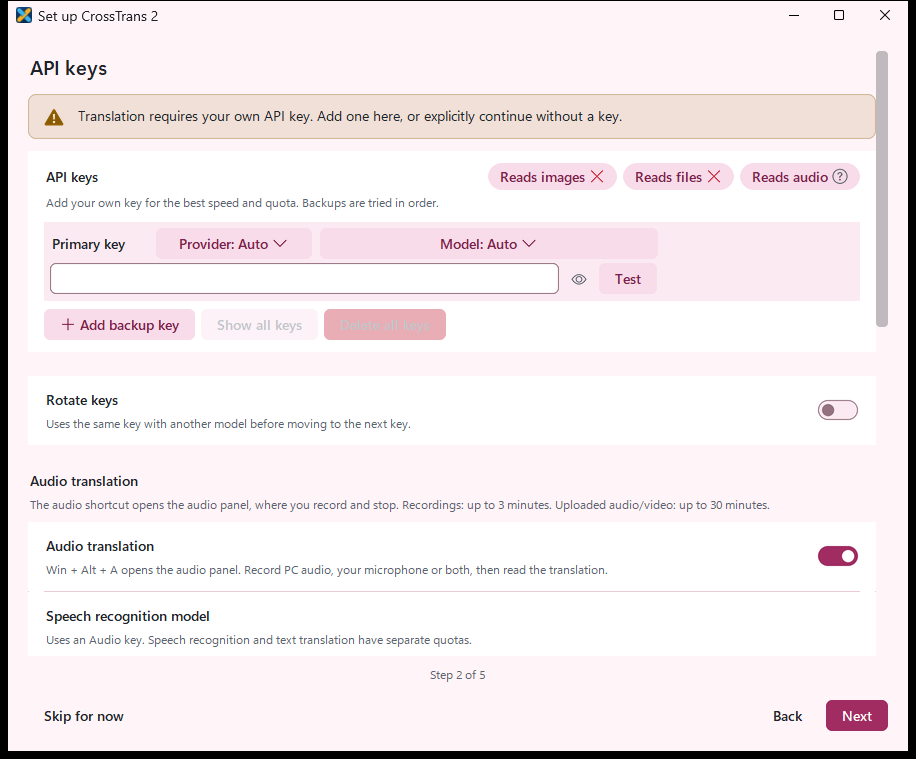 Set up CrossTrans 2
API keys
Translation requires your own API key. Add one here, or explicitly continue without a key.
API keys
Reads images
Reads files
Reads audio
Add your own key for the best speed and quota. Backups are tried in order.
Primary key
Provider: Auto
Model: Auto
Test
Add backup key
Show all keys
Delete all keys
Rotate keys
Uses the same key with another model before moving to the next key.
Audio translation
The audio shortcut opens the audio panel, where you record and stop. Recordings: up to 3 minutes. Uploaded audio/video: up to 30 minutes.
Audio translation
Win + Alt + A opens the audio panel. Record PC audio, your microphone or both, then read the translation.
Speech recognition model
Uses an Audio key. Speech recognition and text translation have separate quotas.
Step 2 of 5
Skip for now
Back
Next